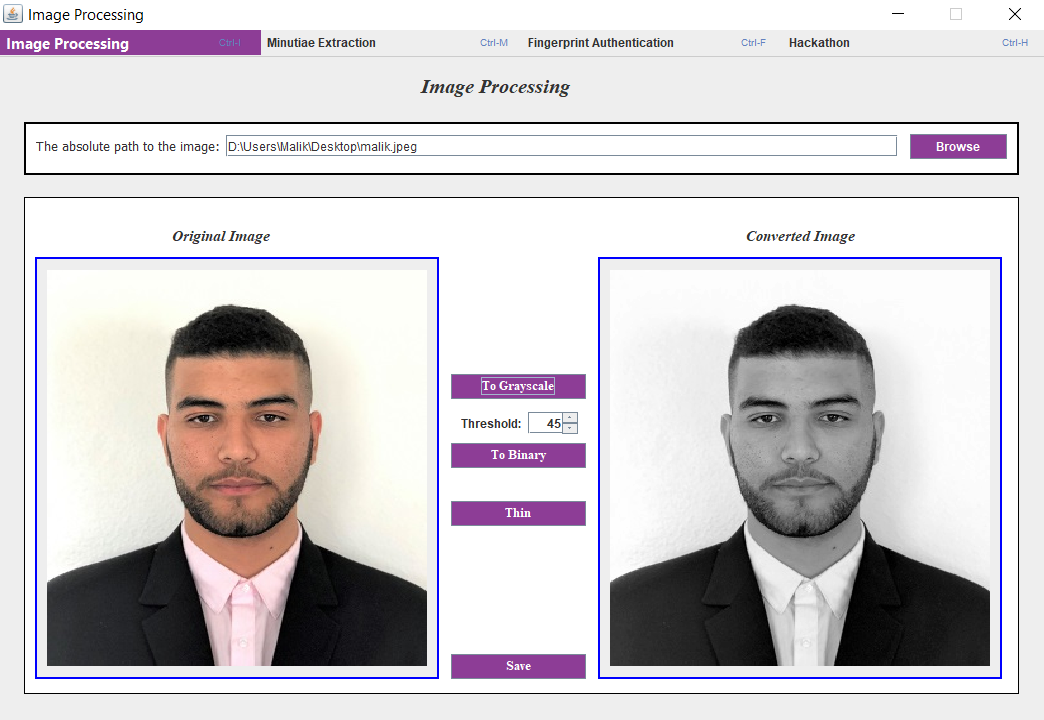 Image Processing
Image Processing Ctrl-I Minutiae Extraction Ctrl-M Fingerprint Authentication Ctrl-F Hackathon Ctrl-H
Image Processing
The absolute path to the image: D:\Users\Malik\Desktop\malik.jpeg Browse
Original Image Converted Image
To Grayscale
Threshold: 45
To Binary
Thin
Save